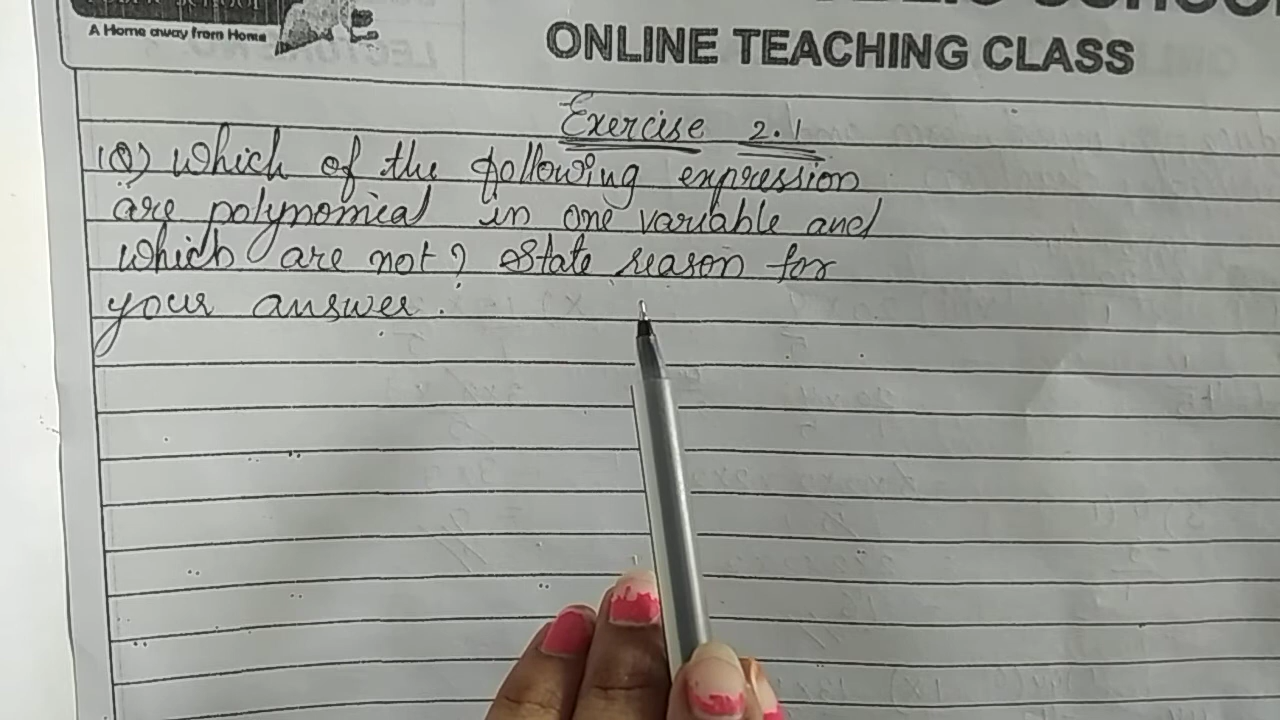 A Home away from Home
ONLINE TEACHING CLASS
Exercise 2.1
1Q) Which of the following expression
are polynomical in one variable and
which are not? State reason for
your answer.